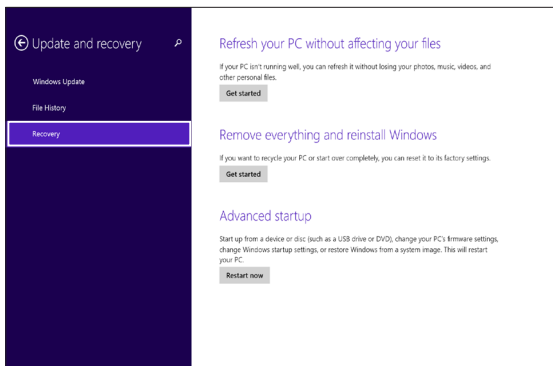 Update and recovery
Windows Update
File History
Recovery
Refresh your PC without affecting your files
If your PC isn't running well, you can refresh it without losing your photos, music, videos, and
other personal files.
Get started
Remove everything and reinstall Windows
If you want to recycle your PC or start over completely, you can reset it to its factory settings.
Get started
Advanced startup
Start up from a device or disc (such as a USB drive or DVD), change your PC's firmware settings,
change Windows startup settings, or restore Windows from a system image. This will restart
your PC.
Restart now